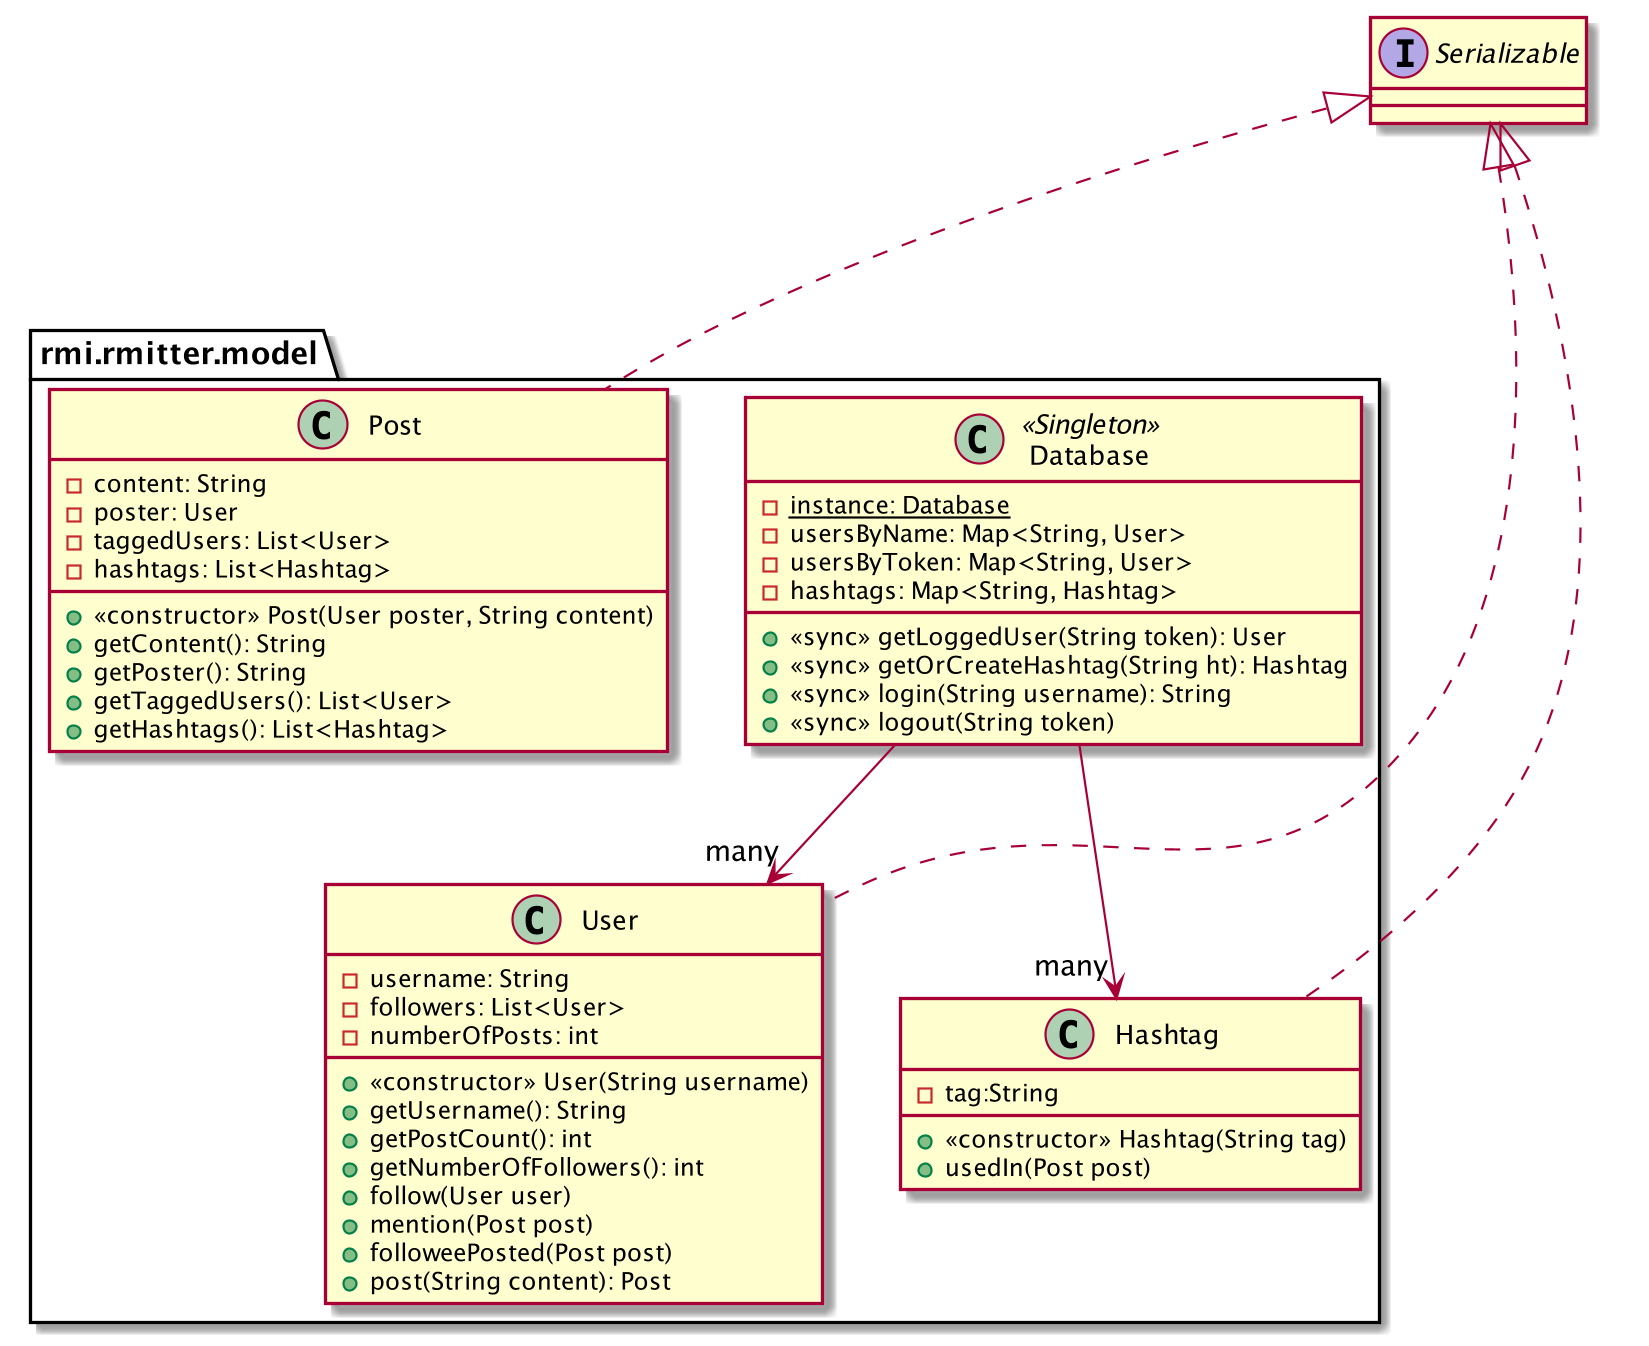 I Serializable
rmi.rmitter.model
C Post
content: String
poster: User
taggedUsers: List<User>
hashtags: List<Hashtag>
«constructor» Post(User poster, String content)
getContent(): String
getPoster(): String
getTaggedUsers(): List<User>
getHashtags(): List<Hashtag>
C «Singleton»
Database
instance: Database
usersByName: Map<String, User>
usersByToken: Map<String, User>
hashtags: Map<String, Hashtag>
«sync» getLoggedUser(String token): User
«sync» getOrCreateHashtag(String ht): Hashtag
«sync» login(String username): String
«sync» logout(String token)
many
many
C User
username: String
followers: List<User>
numberOfPosts: int
«constructor» User(String username)
getUsername(): String
getPostCount(): int
getNumberOfFollowers(): int
follow(User user)
mention(Post post)
followeePosted(Post post)
post(String content): Post
C Hashtag
tag:String
«constructor» Hashtag(String tag)
usedIn(Post post)